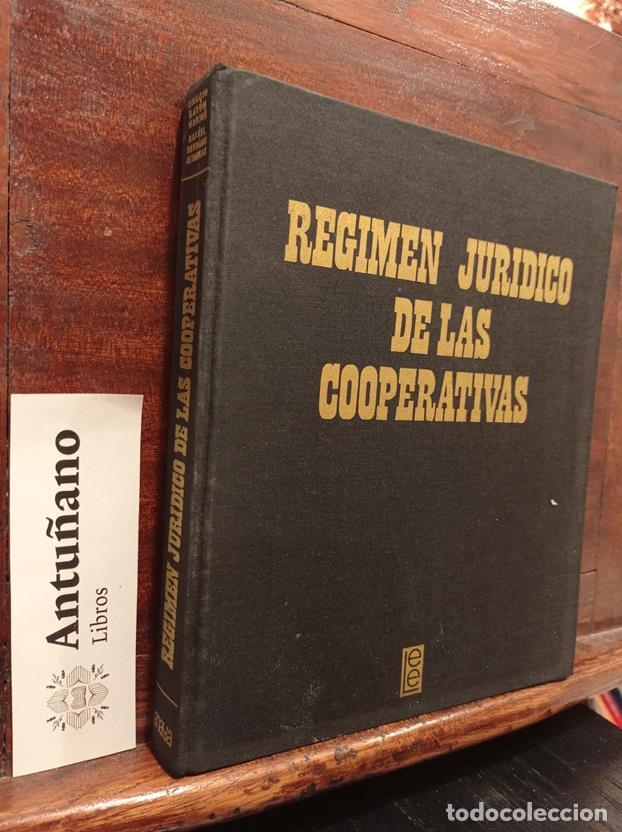 REGIMEN JURIDICO
DE LAS
COOPERATIVAS
REGIMEN JURIDICO DE LAS COOPERATIVAS
Antuñano
Libros
todocoleccion